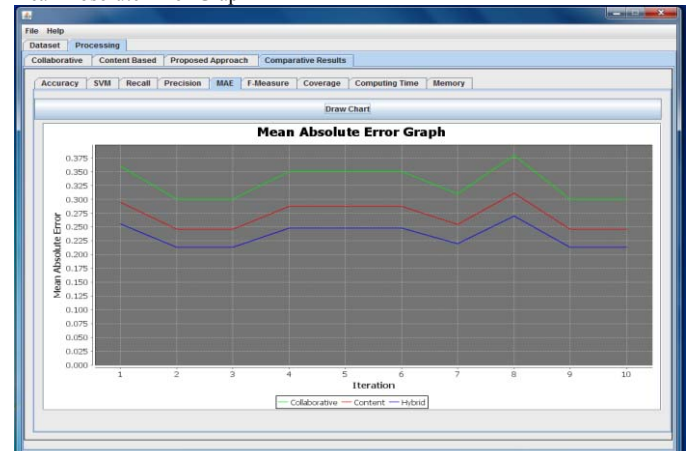 File Help
Dataset Processing
Collaborative Content Based Proposed Approach Comparative Results
Accuracy SVM Recall Precision MAE F-Measure Coverage Computing Time Memory
Draw Chart
Mean Absolute Error Graph
Mean Absolute Error
0.375
0.350
0.325
0.300
0.275
0.250
0.225
0.200
0.175
0.150
0.125
0.100
0.075
0.050
0.025
0.000
1 2 3 4 5 6 7 8 9 10
Iteration
Collaborative Content Hybrid